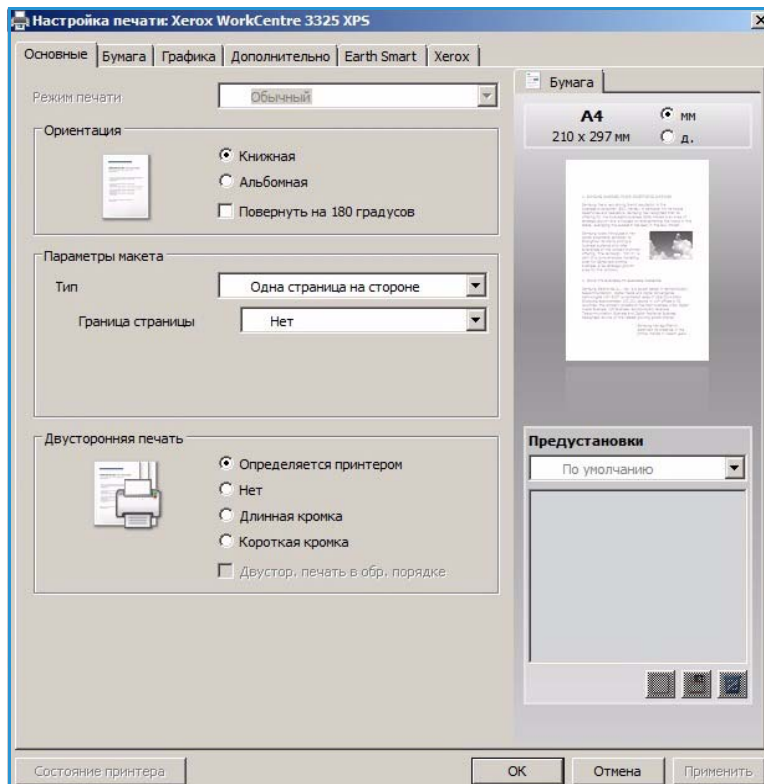 Настройка печати: Xerox WorkCentre 3325 XPS
Основные Бумага Графика Дополнительно Earth Smart Xerox
Режим печати Обычный
Ориентация
Книжная
Альбомная
Повернуть на 180 градусов
Параметры макета
Тип Одна страница на стороне
Граница страницы Нет
Двусторонняя печать
Определяется принтером
Нет
Длинная кромка
Короткая кромка
Двустор. печать в обр. порядке
Бумага
A4 мм
210 x 297 мм д.
Предустановки
По умолчанию
Состояние принтера OK Отмена Применить